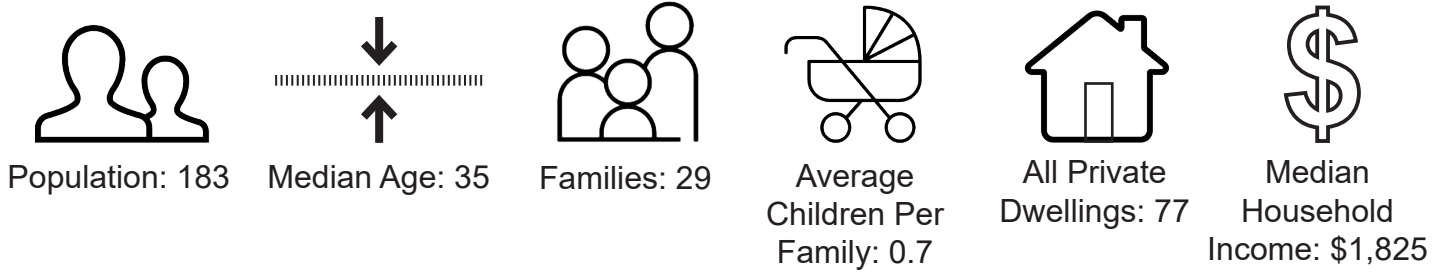 Population: 183
Median Age: 35
Families: 29
Average
Children Per
Family: 0.7
All Private
Dwellings: 77
Median
Household
Income: $1,825